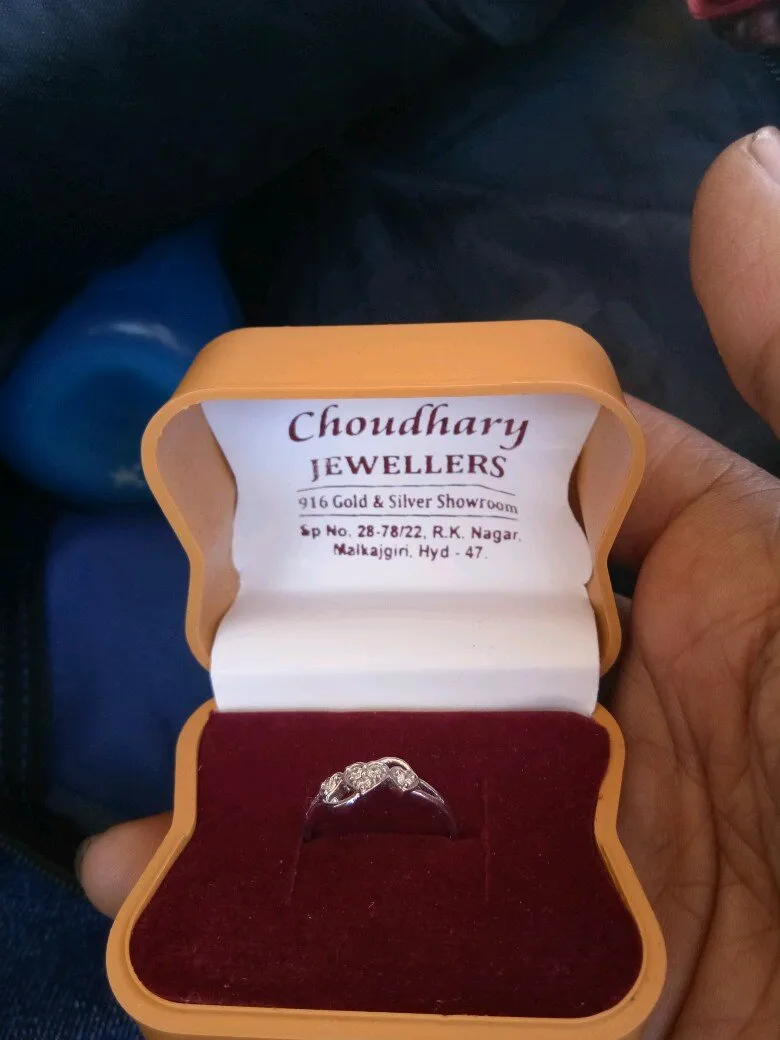 Choudhary
JEWELLERS
916 Gold & Silver Showroom
Sp No. 28-78/22, R.K. Nagar,
Malkajgiri, Hyd - 47.